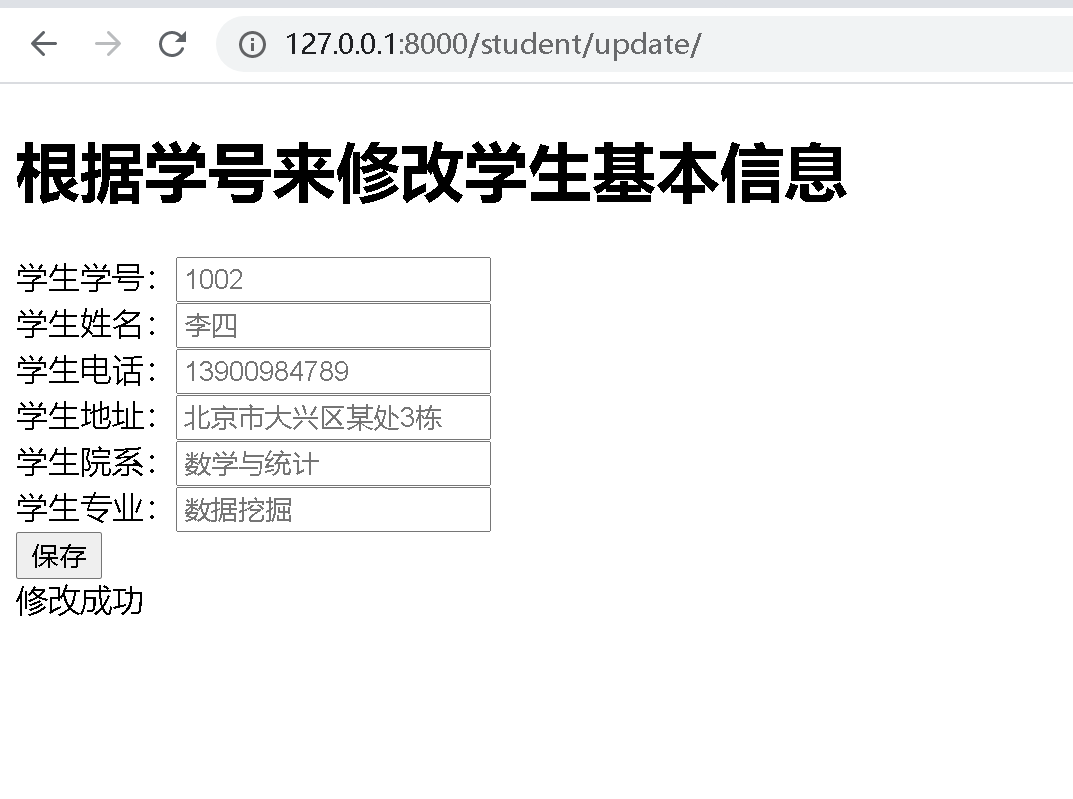 127.0.0.1:8000/student/update/
根据学号来修改学生基本信息
学生学号： 1002
学生姓名： 李四
学生电话： 13900984789
学生地址： 北京市大兴区某处3栋
学生院系： 数学与统计
学生专业： 数据挖掘
保存
修改成功